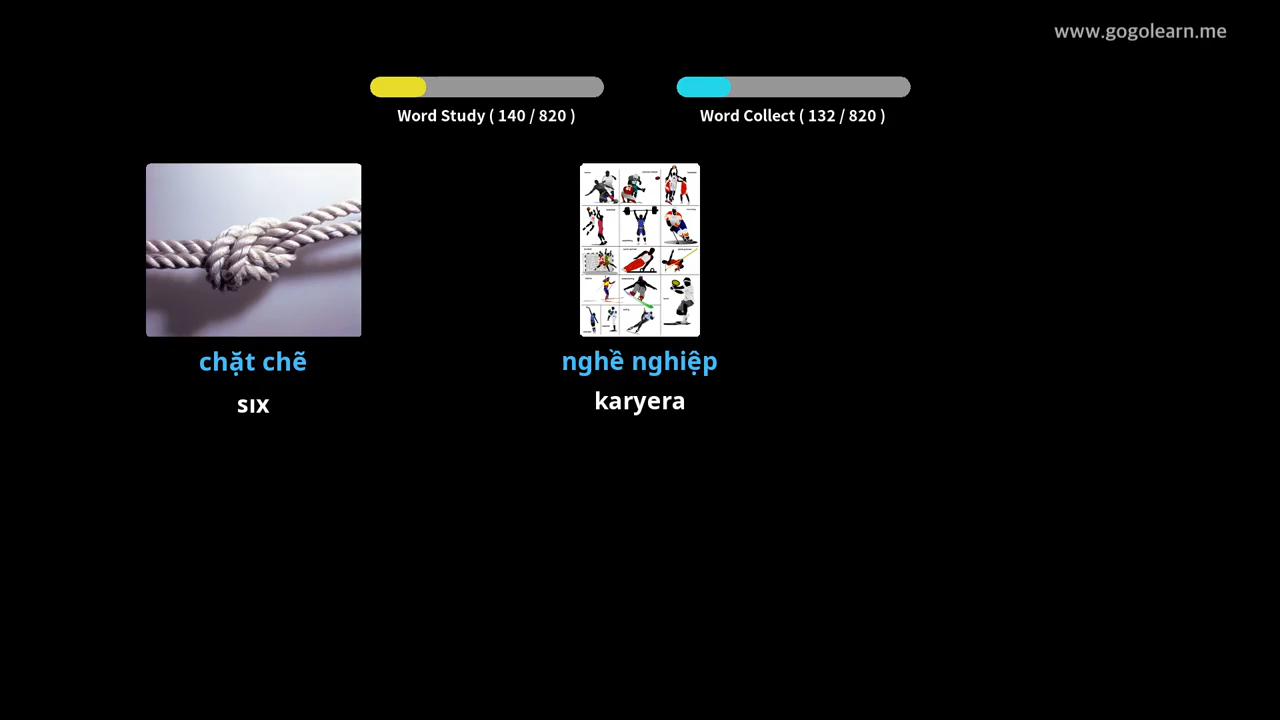 www.gogolearn.me
Word Study ( 140 / 820 )
Word Collect ( 132 / 820 )
chặt chẽ
sıx
nghề nghiệp
karyera